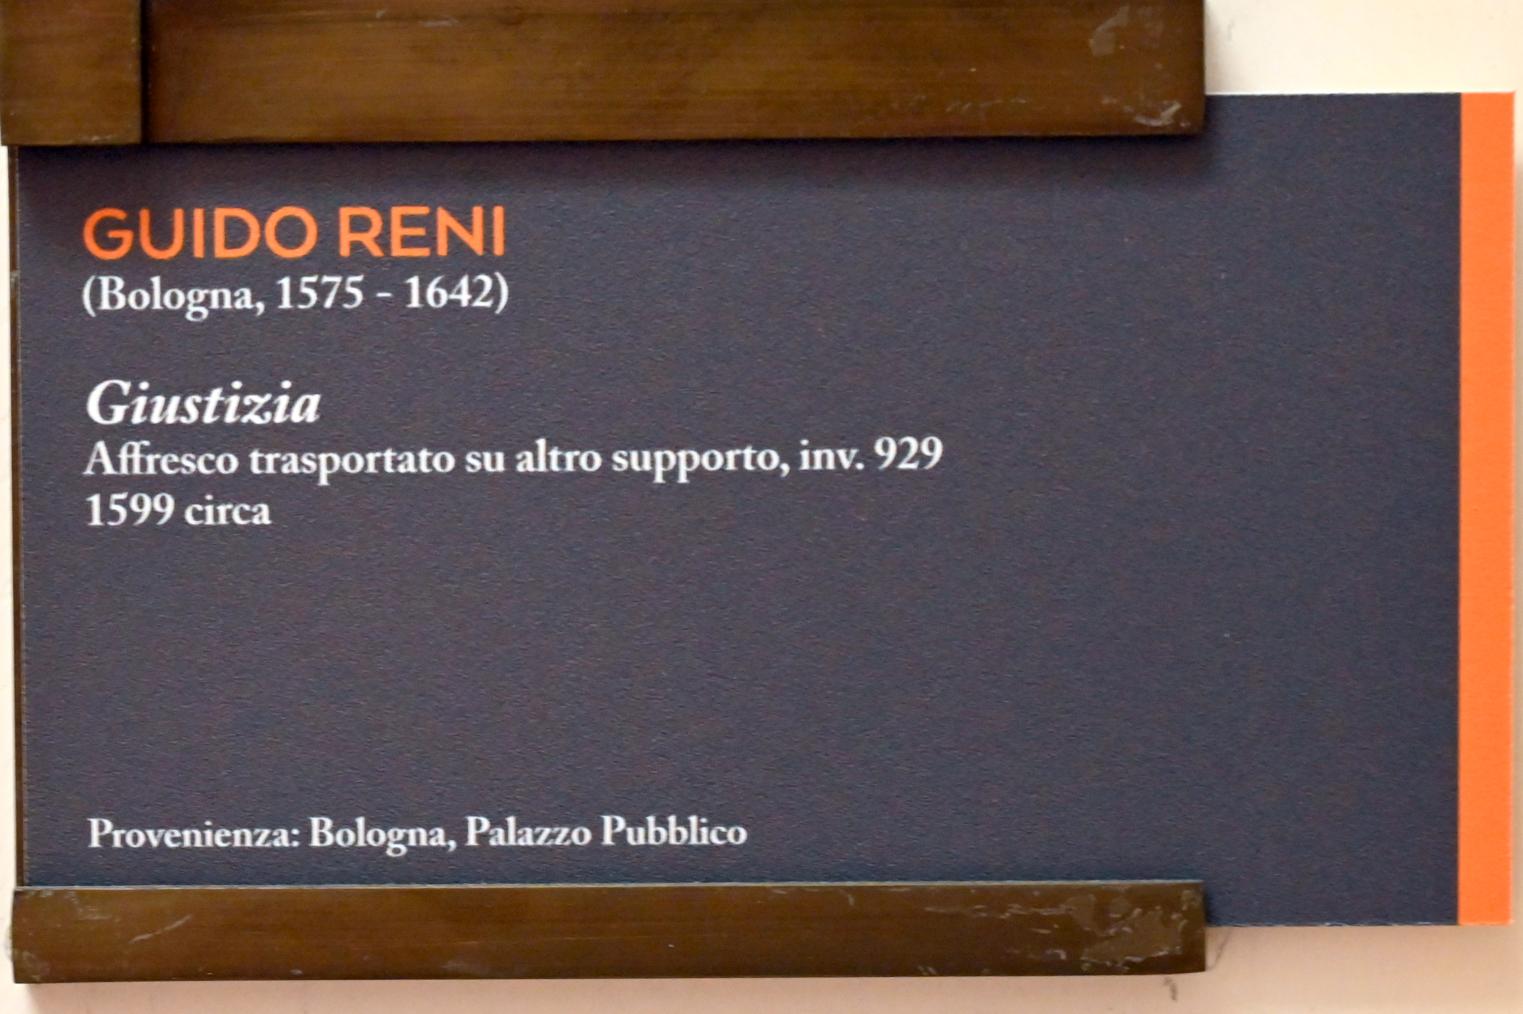 GUIDO RENI
(Bologna, 1575 - 1642)
Giustizia
Affresco trasportato su altro supporto, inv. 929
1599 circa
Provenienza: Bologna, Palazzo Pubblico